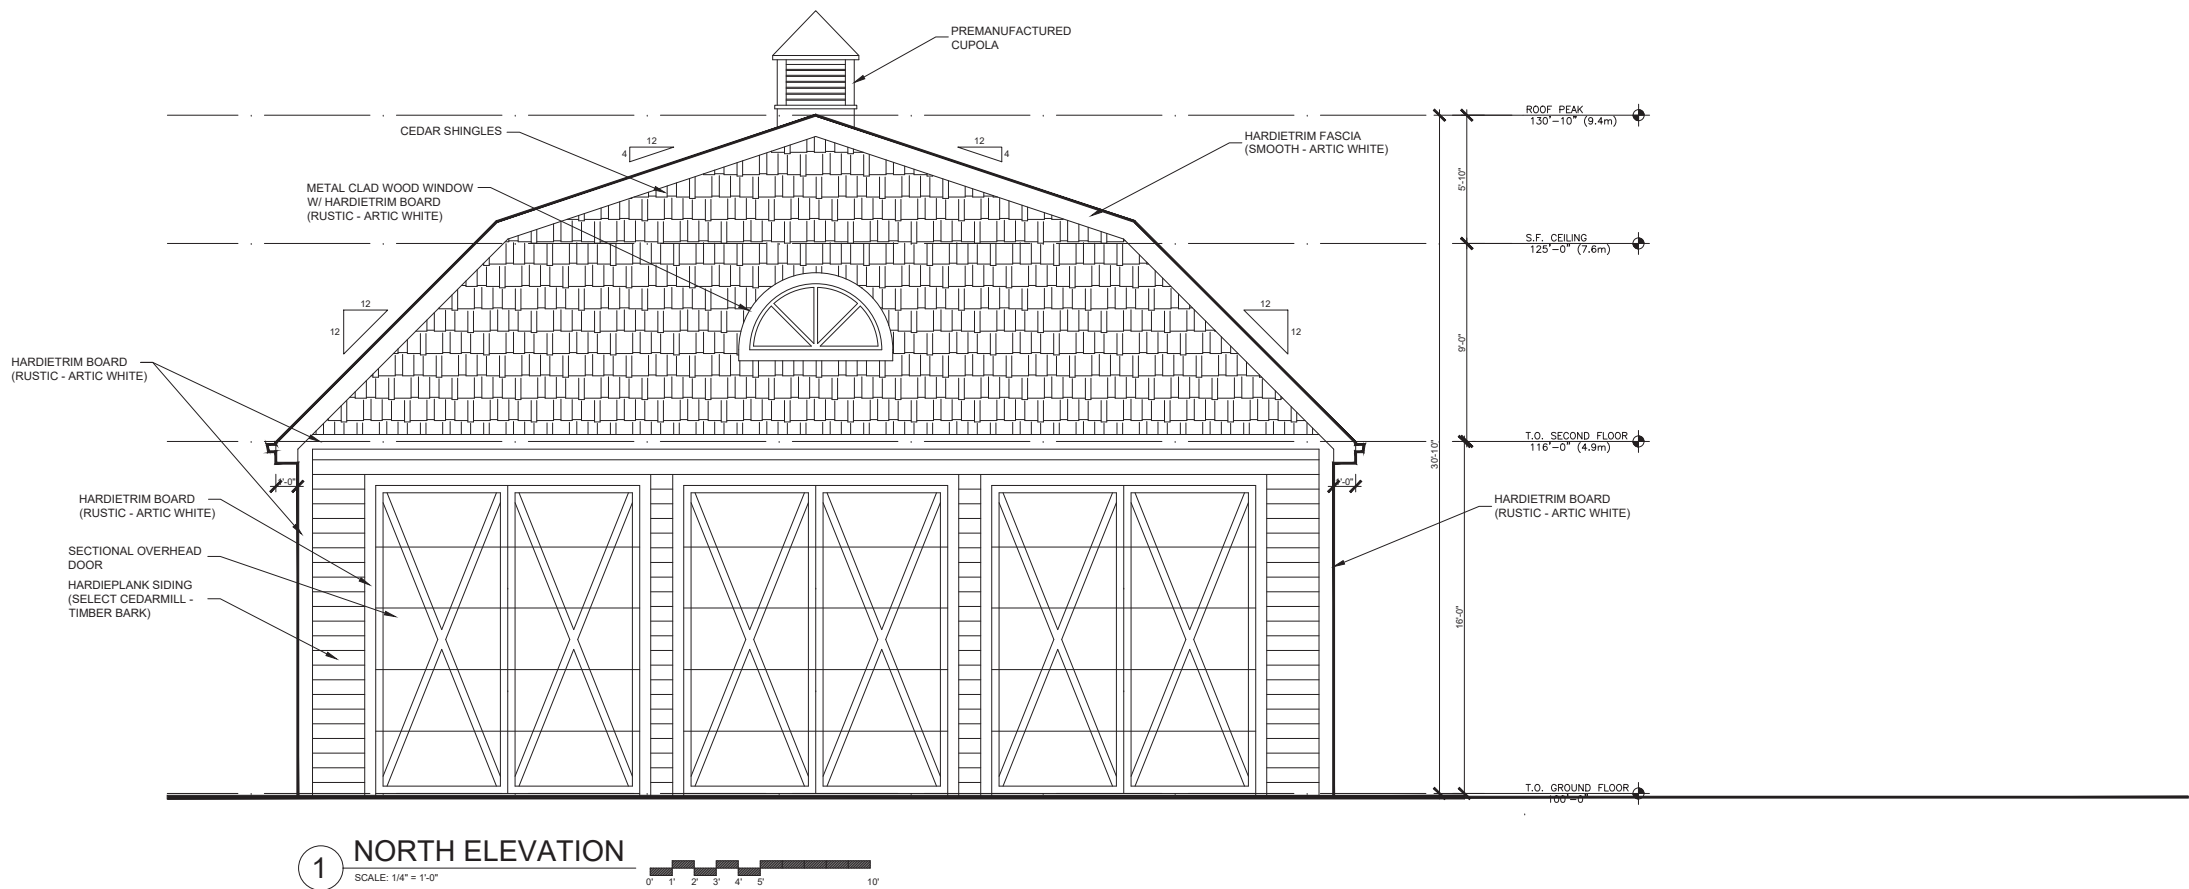 PREMANUFACTURED
CUPOLA
ROOF PEAK
130'-10" (9.4m)
CEDAR SHINGLES
12
4
12
4
HARDIETRIM FASCIA
(SMOOTH - ARTIC WHITE)
5'-10"
METAL CLAD WOOD WINDOW
W/ HARDIETRIM BOARD
(RUSTIC - ARTIC WHITE)
S.F. CEILING
125'-0" (7.6m)
12
12
12
12
9'-0"
HARDIETRIM BOARD
(RUSTIC - ARTIC WHITE)
T.O. SECOND FLOOR
116'-0" (4.9m)
30'-10"
HARDIETRIM BOARD
(RUSTIC - ARTIC WHITE)
HARDIETRIM BOARD
(RUSTIC - ARTIC WHITE)
SECTIONAL OVERHEAD
DOOR
HARDIEPLANK SIDING
(SELECT CEDARMILL -
TIMBER BARK)
16'-0"
T.O. GROUND FLOOR
100'-0"
1
NORTH ELEVATION
SCALE: 1/4" = 1'-0"
0' 1' 2' 3' 4' 5' 10'